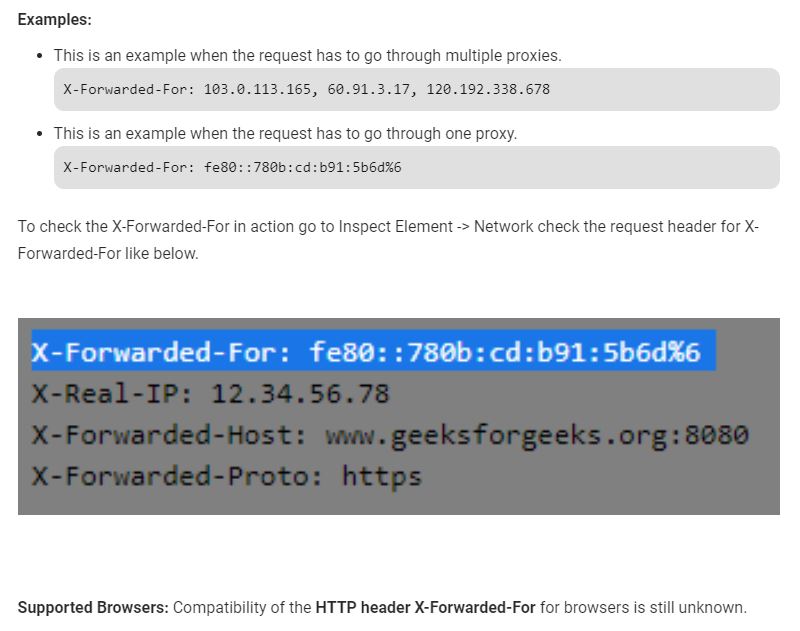 Examples:
This is an example when the request has to go through multiple proxies.
X-Forwarded-For: 103.0.113.165, 60.91.3.17, 120.192.338.678
This is an example when the request has to go through one proxy.
X-Forwarded-For: fe80::780b:cd:b91:5b6d%6
To check the X-Forwarded-For in action go to Inspect Element -> Network check the request header for X-
Forwarded-For like below.
X-Forwarded-For: fe80::780b:cd:b91:5b6d%6
X-Real-IP: 12.34.56.78
X-Forwarded-Host: www.geeksforgeeks.org:8080
X-Forwarded-Proto: https
Supported Browsers: Compatibility of the HTTP header X-Forwarded-For for browsers is still unknown.